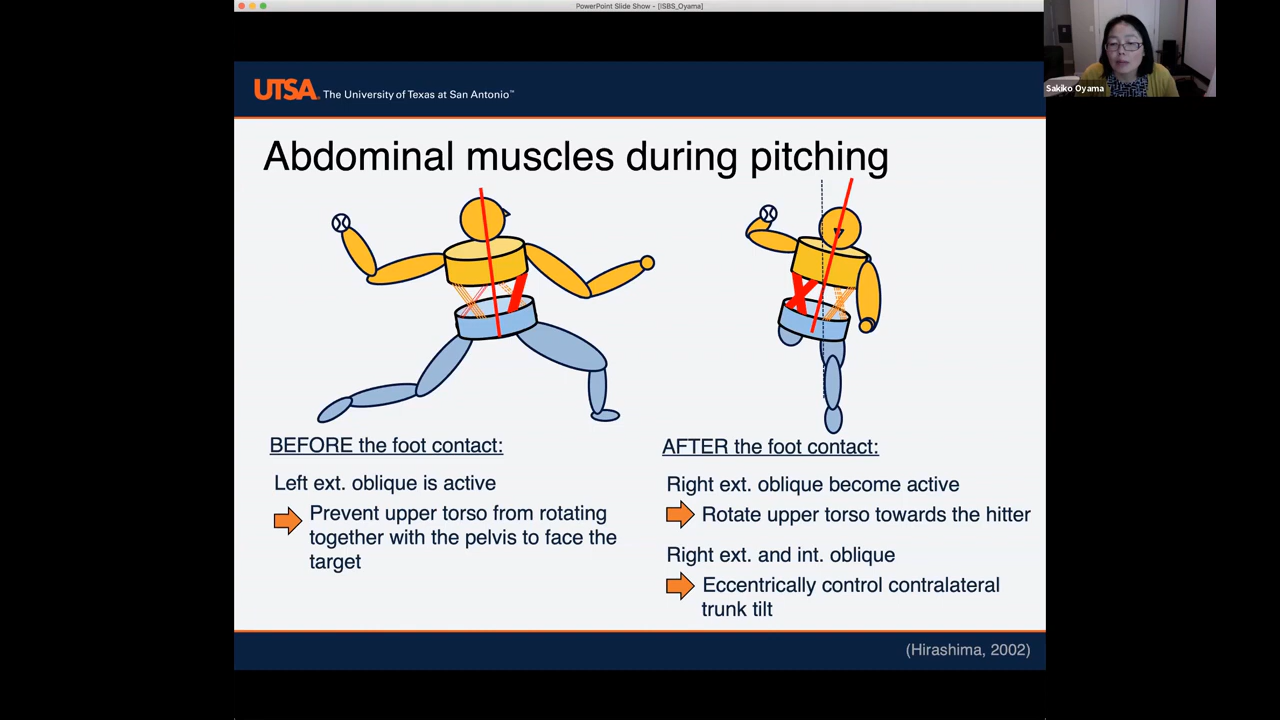 PowerPoint Slide Show - [ISBS_Oyama]
Sakiko Oyama
UTSA. The University of Texas at San Antonio™
Abdominal muscles during pitching
BEFORE the foot contact:
Left ext. oblique is active
Prevent upper torso from rotating
together with the pelvis to face the
target
AFTER the foot contact:
Right ext. oblique become active
Rotate upper torso towards the hitter
Right ext. and int. oblique
Eccentrically control contralateral
trunk tilt
(Hirashima, 2002)